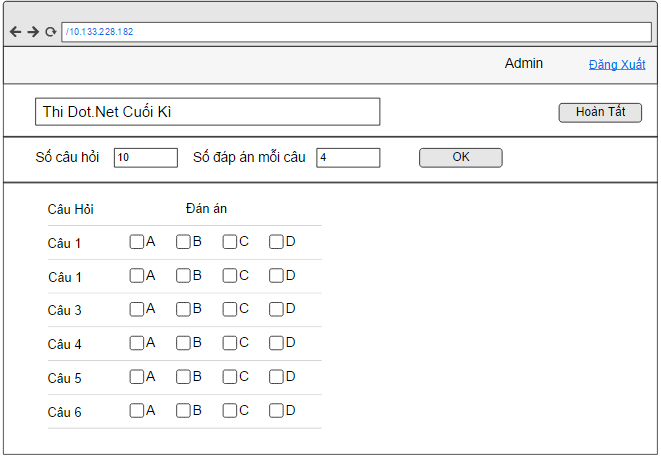 /10.133.228.182
Admin Đăng Xuất
Thi Dot.Net Cuối Kì Hoàn Tất
Số câu hỏi 10 Số đáp án mỗi câu 4 OK
Câu Hỏi Đán án
Câu 1 A B C D
Câu 1 A B C D
Câu 3 A B C D
Câu 4 A B C D
Câu 5 A B C D
Câu 6 A B C D